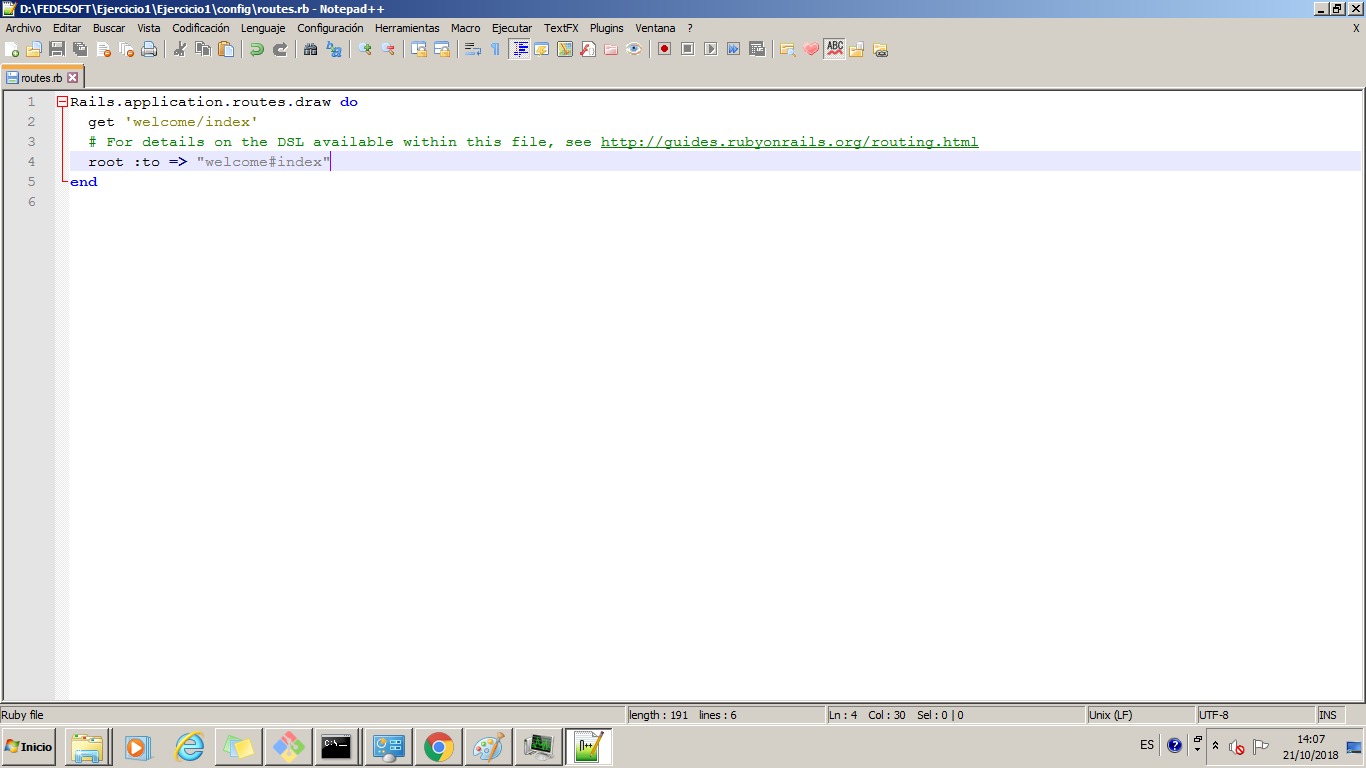 D:\FEDESOFT\Ejercicio1\Ejercicio1\config\routes.rb - Notepad++
Archivo Editar Buscar Vista Codificación Lenguaje Configuración Herramientas Macro Ejecutar TextFX Plugins Ventana ? X
ABC
routes.rb
1 Rails.application.routes.draw do
2 get 'welcome/index'
3 # For details on the DSL available within this file, see http://guides.rubyonrails.org/routing.html
4 root :to => "welcome#index"
5 end
6
Ruby file length : 191 lines : 6 Ln : 4 Col : 30 Sel : 0 | 0 Unix (LF) UTF-8 INS
Inicio C:\ ES 14:07
21/10/2018